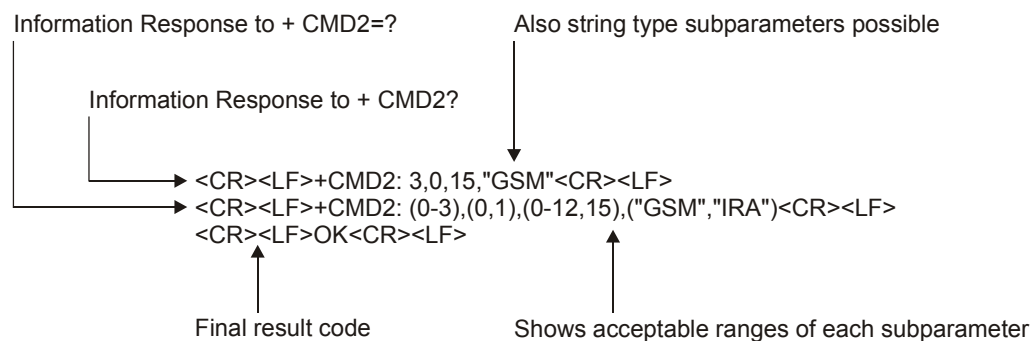 Information Response to + CMD2=?
Also string type subparameters possible
Information Response to + CMD2?
<CR><LF>+CMD2: 3,0,15,"GSM"<CR><LF>
<CR><LF>+CMD2: (0-3),(0,1),(0-12,15),("GSM","IRA")<CR><LF>
<CR><LF>OK<CR><LF>
Final result code
Shows acceptable ranges of each subparameter